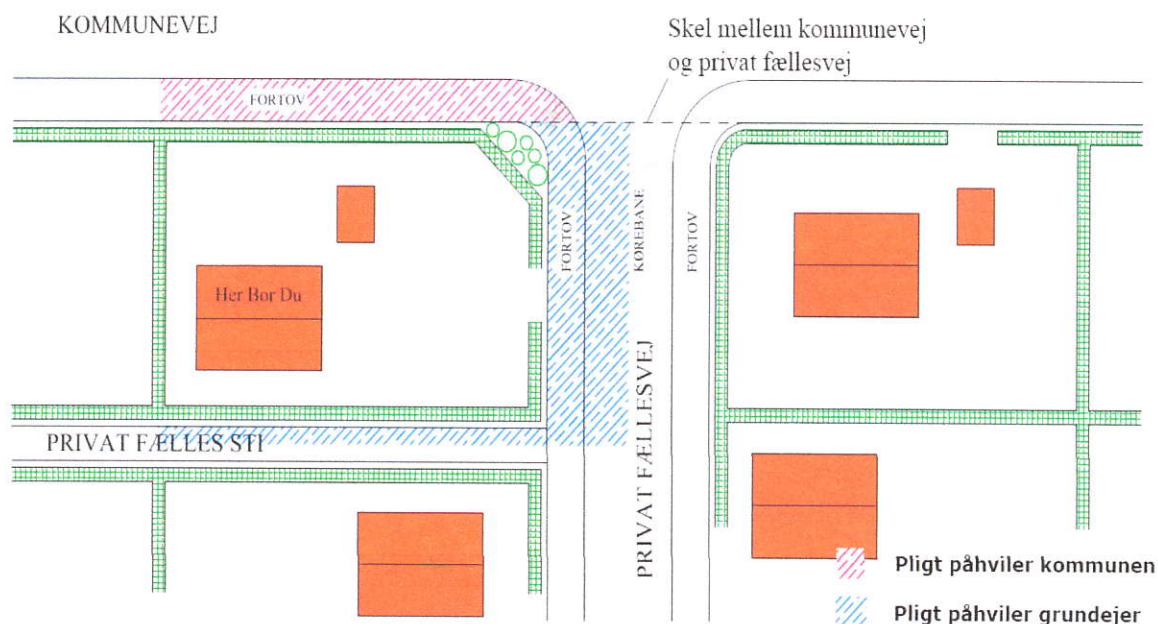 KOMMUNEVEJ
Skel mellem kommunevej
og privat fællesvej
FORTOV
FORTOV
KØREBANE
FORTOV
Her Bor Du
PRIVAT FÆLLESVEJ
PRIVAT FÆLLES STI
Pligt påhviler kommunen
Pligt påhviler grundejer